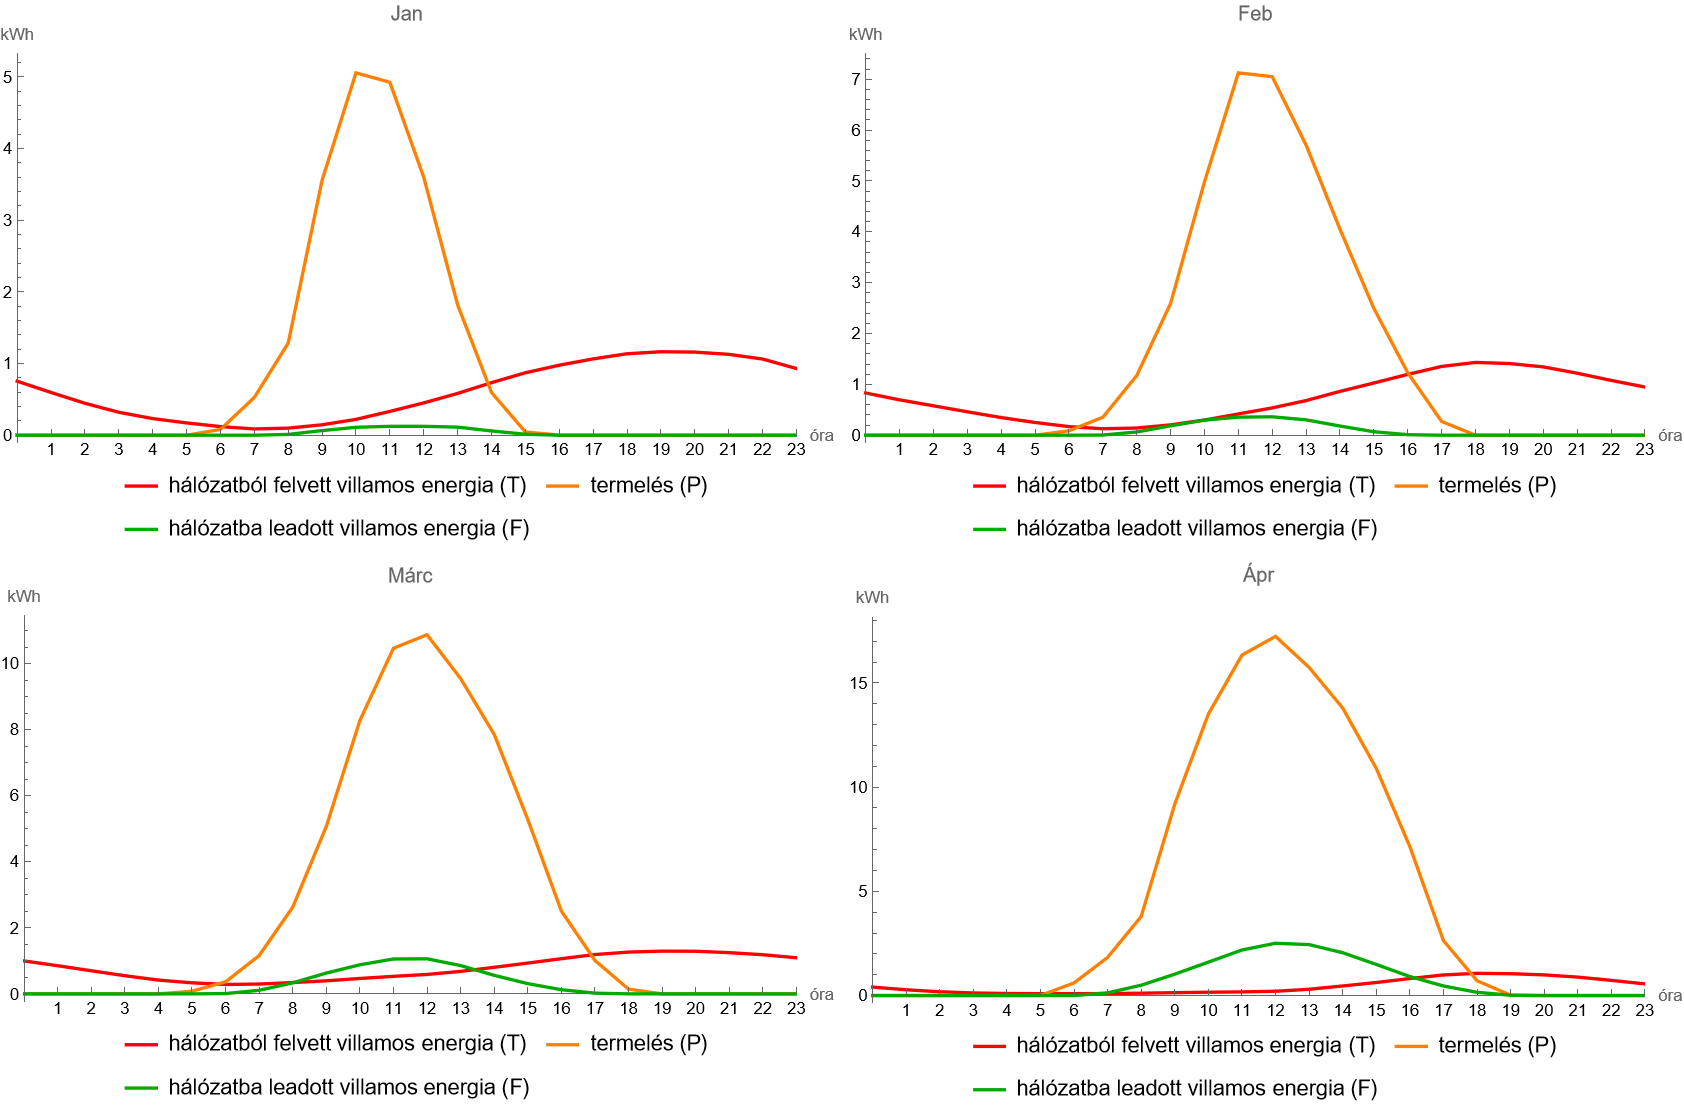 Jan
kWh
5
4
3
2
1
0
1 2 3 4 5 6 7 8 9 10 11 12 13 14 15 16 17 18 19 20 21 22 23 óra
hálózatból felvett villamos energia (T) termelés (P)
hálózatba leadott villamos energia (F)
Feb
kWh
7
6
5
4
3
2
1
0
1 2 3 4 5 6 7 8 9 10 11 12 13 14 15 16 17 18 19 20 21 22 23 óra
hálózatból felvett villamos energia (T) termelés (P)
hálózatba leadott villamos energia (F)
Márc
kWh
10
8
6
4
2
0
1 2 3 4 5 6 7 8 9 10 11 12 13 14 15 16 17 18 19 20 21 22 23 óra
hálózatból felvett villamos energia (T) termelés (P)
hálózatba leadott villamos energia (F)
Ápr
kWh
15
10
5
0
1 2 3 4 5 6 7 8 9 10 11 12 13 14 15 16 17 18 19 20 21 22 23 óra
hálózatból felvett villamos energia (T) termelés (P)
hálózatba leadott villamos energia (F)